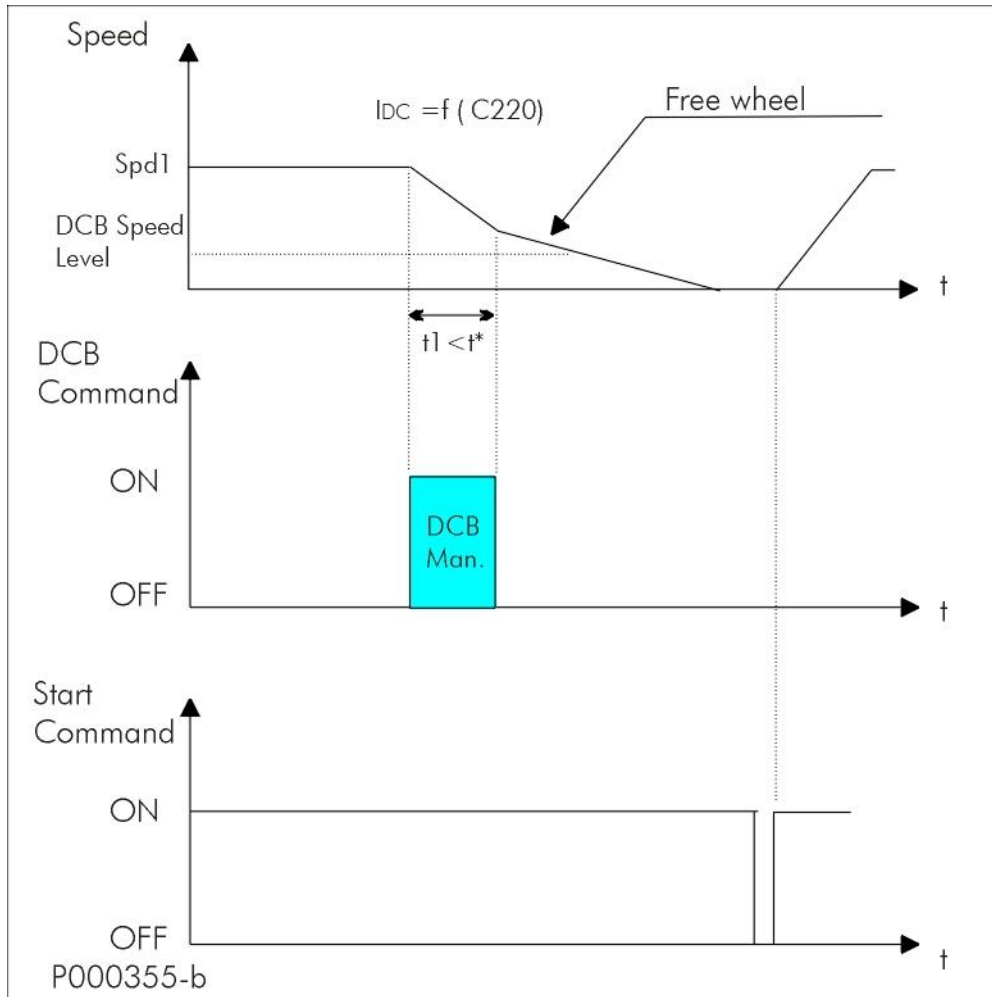 Speed
IDC =f ( C220)
Free wheel
Spd1
DCB Speed
Level
t
t1 <t*
DCB
Command
ON
DCB
Man.
OFF
t
Start
Command
ON
OFF
t
P000355-b